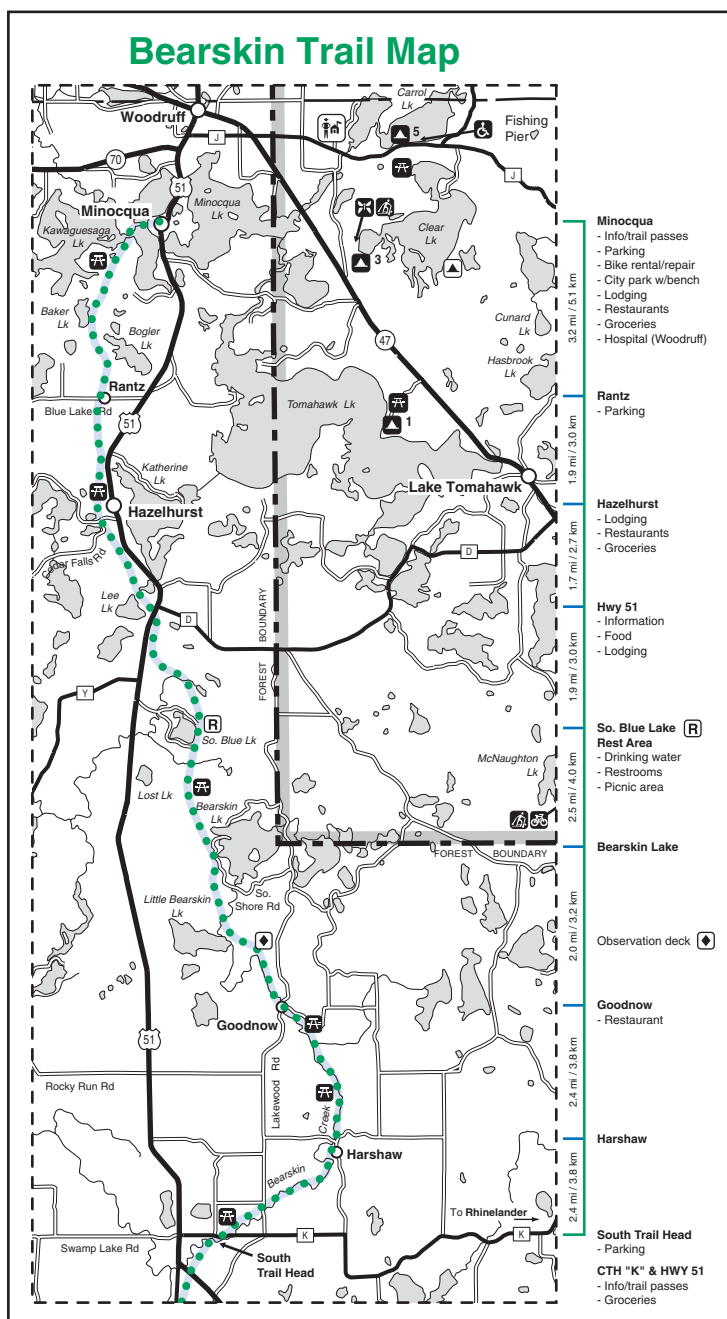 Bearskin Trail Map
Woodruff
Carrol
Lk
5
Fishing
Pier
J
70
51
J
Minocqua
Minocqua
Lk
Kawaguesaga
Lk
Clear
Lk
3
Baker
Lk
Bogler
Lk
47
Cunard
Lk
Hasbrook
Lk
Rantz
Blue Lake Rd
51
Tomahawk Lk
1
Katherine
Lk
Lake Tomahawk
Hazelhurst
Cedar Falls Rd
D
Lee
Lk
D
FOREST BOUNDARY
Y
R
So. Blue Lk
McNaughton
Lk
Lost Lk
Bearskin
Lk
FOREST BOUNDARY
So.
Shore Rd
Little Bearskin
Lk
Goodnow
51
Rocky Run Rd
Lakewood Rd
Creek
Harshaw
Bearskin
To Rhinelander
K
K
Swamp Lake Rd
South
Trail Head
Minocqua
- Info/trail passes
- Parking
- Bike rental/repair
- City park w/bench
- Lodging
- Restaurants
- Groceries
- Hospital (Woodruff)
3.2 mi / 5.1 km
Rantz
- Parking
1.9 mi / 3.0 km
Hazelhurst
- Lodging
- Restaurants
- Groceries
1.7 mi / 2.7 km
Hwy 51
- Information
- Food
- Lodging
1.9 mi / 3.0 km
So. Blue Lake R
Rest Area
- Drinking water
- Restrooms
- Picnic area
2.5 mi / 4.0 km
Bearskin Lake
2.0 mi / 3.2 km
Observation deck
Goodnow
- Restaurant
2.4 mi / 3.8 km
Harshaw
2.4 mi / 3.8 km
South Trail Head
- Parking
CTH "K" & HWY 51
- Info/trail passes
- Groceries